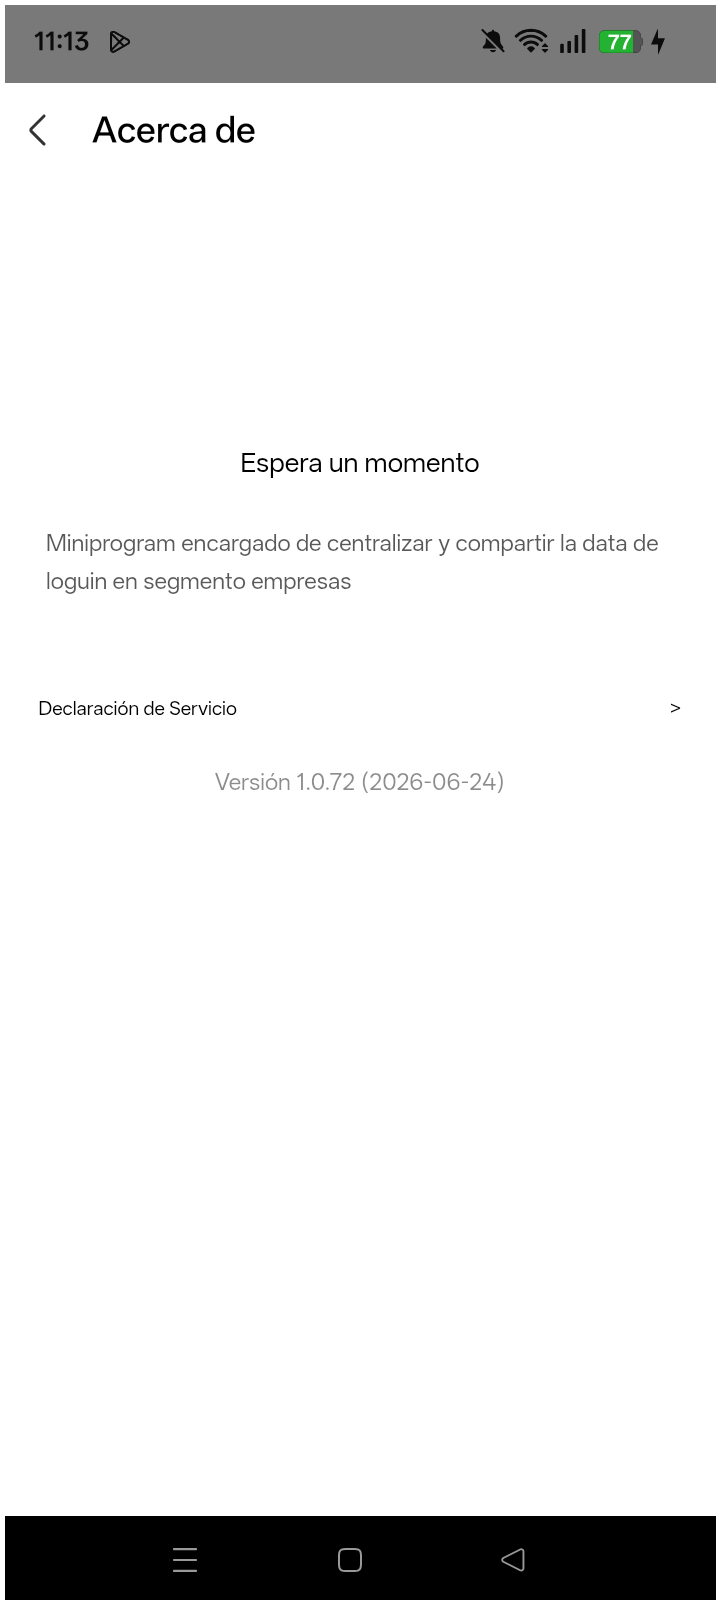 11:13
77
Acerca de
Espera un momento
Miniprogram encargado de centralizar y compartir la data de
loguin en segmento empresas
Declaración de Servicio >
Versión 1.0.72 (2026-06-24)